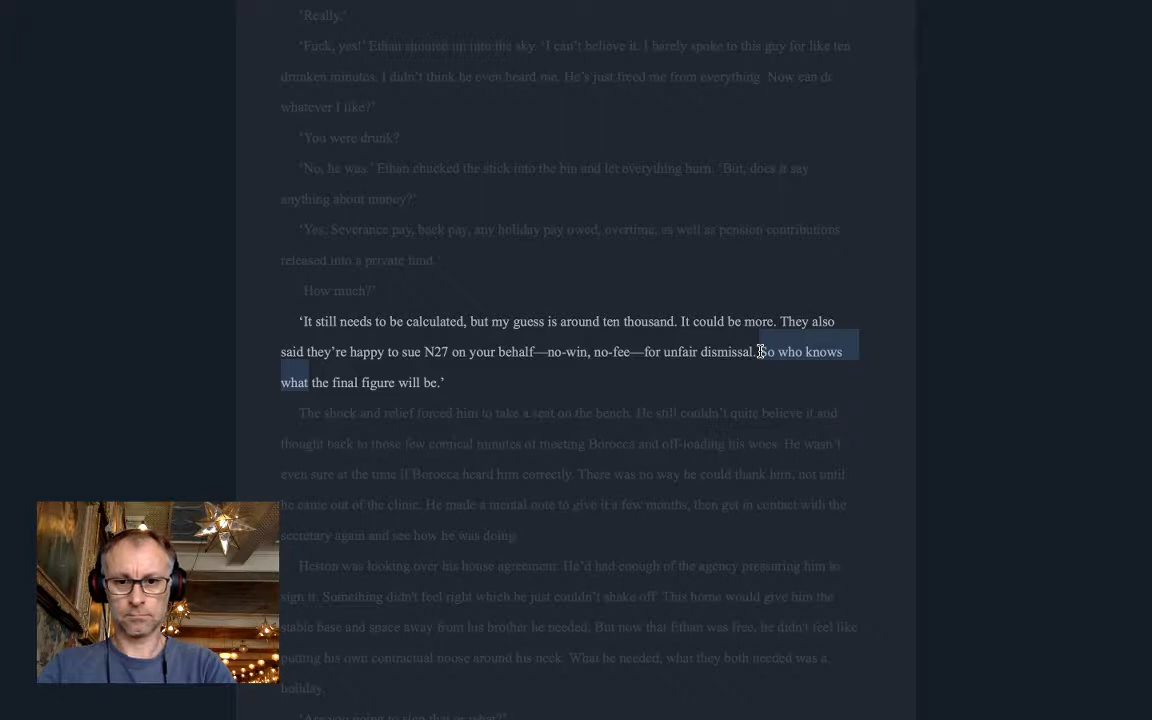 ‘Really.’
‘Fuck, yes!’ Ethan shouted up into the sky. ‘I can’t believe it. I barely spoke to this guy for like ten
drunken minutes. I didn’t think he even heard me. He’s just freed me from everything. Now can do
whatever I like?’
‘You were drunk?
‘No, he was.’ Ethan chucked the stick into the bin and let everything burn. ‘But, does it say
anything about money?’
‘Yes. Severance pay, back pay, any holiday pay owed, overtime, as well as pension contributions
released into a private fund.’
‘How much?’
‘It still needs to be calculated, but my guess is around ten thousand. It could be more. They also
said they’re happy to sue N27 on your behalf—no-win, no-fee—for unfair dismissal. So who knows
what the final figure will be.’
The shock and relief forced him to take a seat on the bench. He still couldn’t quite believe it and
thought back to those few comical minutes of meeting Borocca and off-loading his woes. He wasn’t
even sure at the time if Borocca heard him correctly. There was no way he could thank him, not until
he came out of the clinic. He made a mental note to give it a few months, then get in contact with the
secretary again and see how he was doing.
Heston was looking over his house agreement. He’d had enough of the agency pressuring him to
sign it. Something didn’t feel right which he just couldn’t shake off. This home would give him the
stable base and space away from his brother he needed. But now that Ethan was free, he didn’t feel like
putting his own contractual noose around his neck. What he needed, what they both needed was a
holiday.
‘Are you going to sign that or what?’